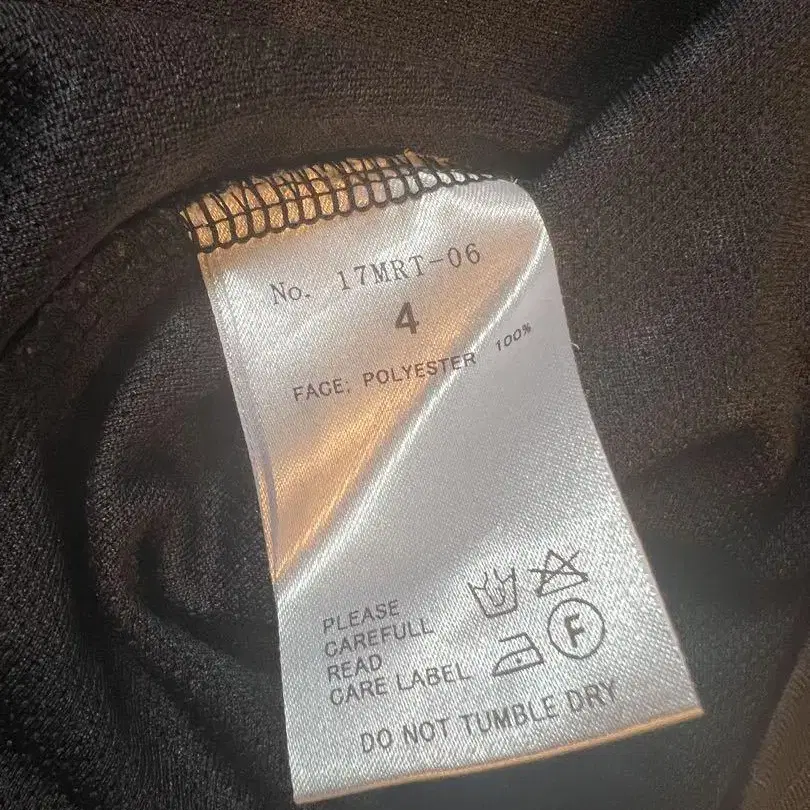 No. 17MRT-06
4
FACE: POLYESTER 100%
PLEASE
CAREFULL
READ
CARE LABEL
F
DO NOT TUMBLE DRY